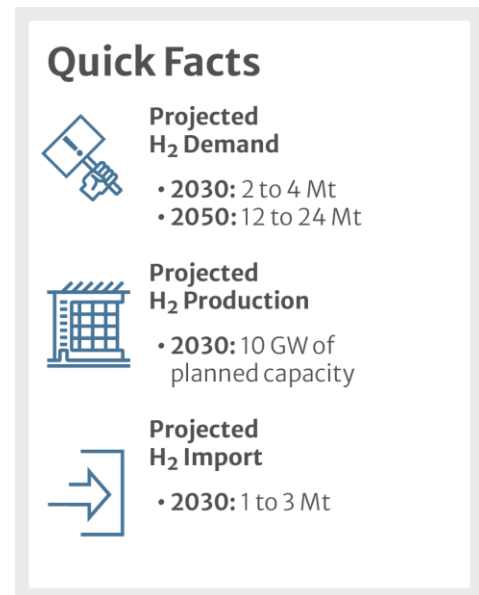 Quick Facts
Projected
H₂ Demand
• 2030: 2 to 4 Mt
• 2050: 12 to 24 Mt
Projected
H₂ Production
• 2030: 10 GW of
planned capacity
Projected
H₂ Import
• 2030: 1 to 3 Mt